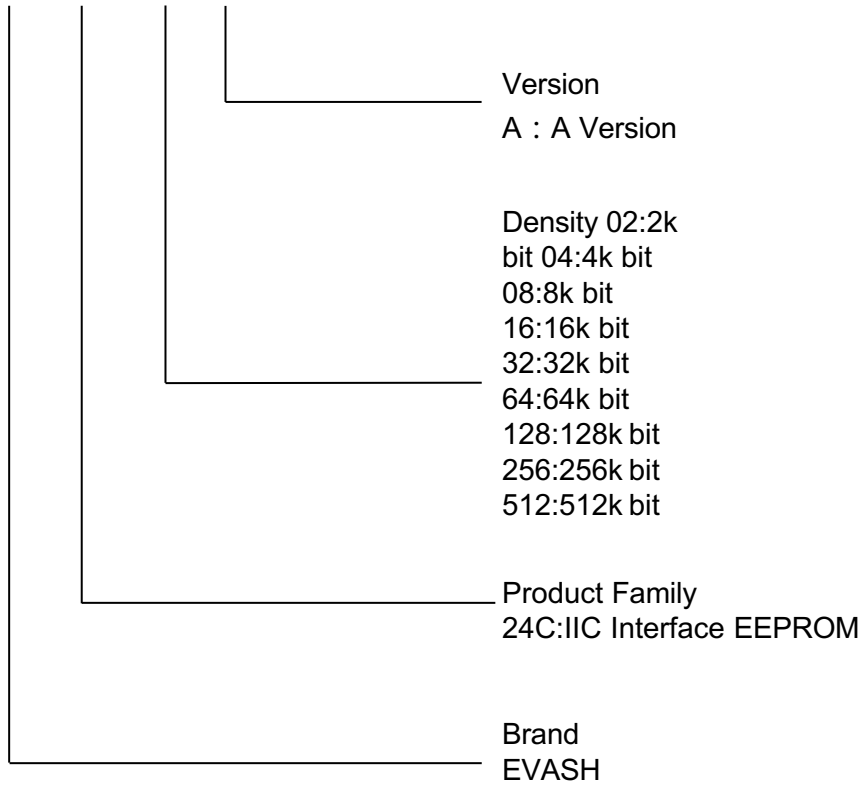 Version
A：A Version
Density 02:2k
bit 04:4k bit
08:8k bit
16:16k bit
32:32k bit
64:64k bit
128:128k bit
256:256k bit
512:512k bit
Product Family
24C:IIC Interface EEPROM
Brand
EVASH